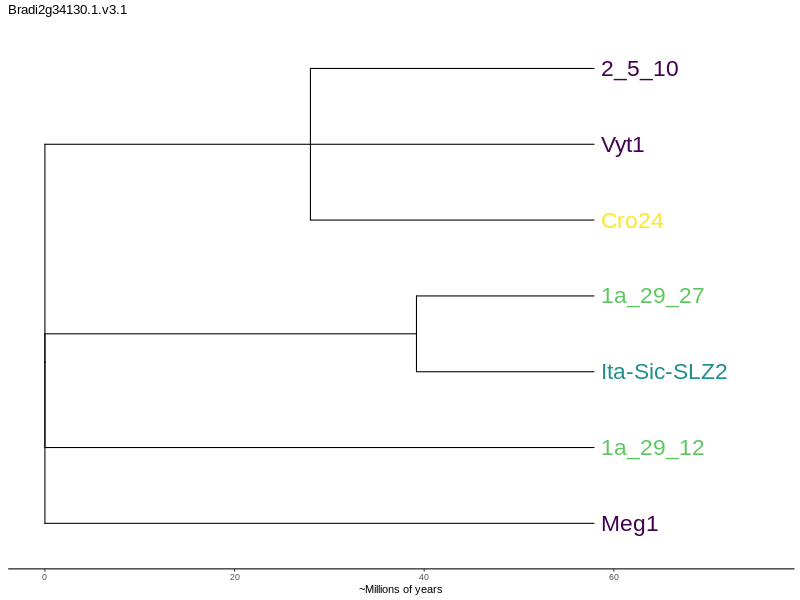 Bradi2g34130.1.v3.1
2_5_10
Vyt1
Cro24
1a_29_27
Ita-Sic-SLZ2
1a_29_12
Meg1
0 20 40 60
~Millions of years